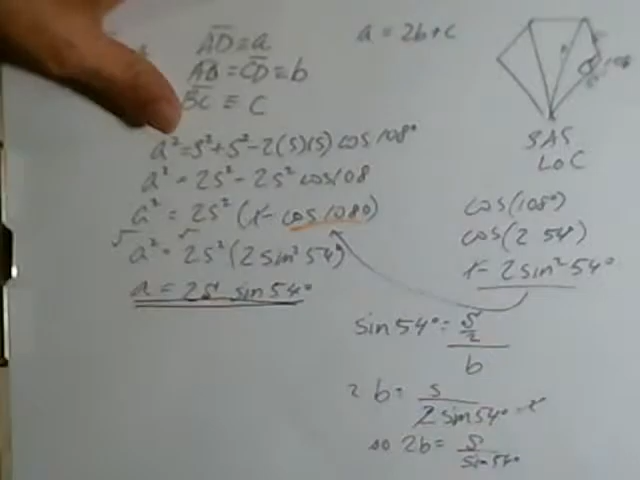 AD = a
AB = CD = b
BC = C
a² = s² + s² - 2(s)(s) cos 108°
a² = 2s² - 2s² cos 108
a² = 2s² (1 - cos 108°)
√a² = √2s² (2 sin² 54°)
a = 2s sin 54°
a = 2b + c
SAS
LOC
cos(108°)
cos(2 54)
1 - 2 sin² 54°
sin 54° = s/2 / b
b = s / 2 sin 54°
so 2b = s / sin 54°